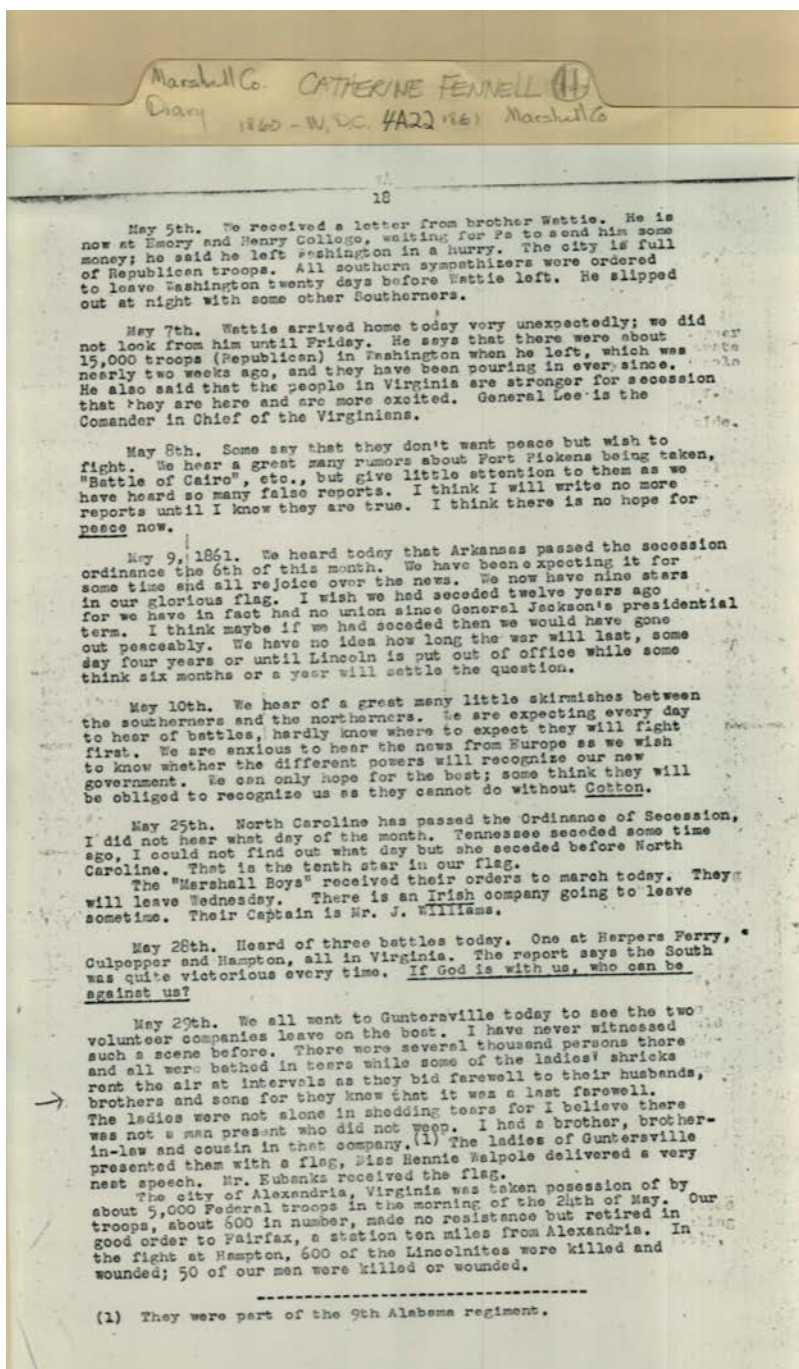 Marshall Co. CATHERINE FENNELL
Diary 1860 - W.D.C. 4A22 1861 Marshall Co
18
May 5th. We received a letter from brother Wattie. He is
now at Emory and Henry College, waiting for Pa to send him some
money; he said he left Washington in a hurry. The city is full
of Republican troops. All southern sympathizers were ordered
to leave Washington twenty days before Wattie left. He slipped
out at night with some other Southerners.
May 7th. Wattie arrived home today very unexpectedly; we did
not look from him until Friday. He says that there were about
15,000 troops (Republican) in Washington when he left, which was
nearly two weeks ago, and they have been pouring in ever since.
He also said that the people in Virginia are stronger for secession
that they are here and are more excited. General Lee is the
Comander in Chief of the Virginians.
May 8th. Some say that they don't want peace but wish to
fight. We hear a great many rumors about Fort Pickens being taken,
"Battle of Cairo", etc., but give little attention to them as we
have heard so many false reports. I think I will write no more
reports until I know they are true. I think there is no hope for
peace now.
May 9, 1861. We heard today that Arkansas passed the secession
ordinance the 6th of this month. We have been expecting it for
some time and all rejoice over the news. We now have nine stars
in our glorious flag. I wish we had seceded twelve years ago
for we have in fact had no union since General Jackson's presidential
term. I think maybe if we had seceded then we would have gone
out peaceably. We have no idea how long the war will last, some
day four years or until Lincoln is put out of office while some
think six months or a year will settle the question.
May 10th. We hear of a great many little skirmishes between
the southerners and the northerners. We are expecting every day
to hear of battles, hardly know where to expect they will fight
first. We are anxious to hear the news from Europe as we wish
to know whether the different powers will recognize our new
government. We can only hope for the best; some think they will
be obliged to recognize us as they cannot do without Cotton.
May 25th. North Caroline has passed the Ordinance of Secession,
I did not hear what day of the month. Tennessee seceded some time
ago, I could not find out what day but she seceded before North
Caroline. That is the tenth star in our flag.
The "Marshall Boys" received their orders to march today. They
will leave Wednesday. There is an Irish company going to leave
sometime. Their Captain is Mr. J. Williams.
May 28th. Heard of three battles today. One at Harpers Ferry,
Culpepper and Hampton, all in Virginia. The report says the South
was quite victorious every time. If God is with us, who can be
against us?
May 29th. We all went to Guntersville today to see the two
volunteer companies leave on the boat. I have never witnessed
such a scene before. There were several thousand persons there
and all were bathed in tears while some of the ladies' shrieks
rent the air at intervals as they bid farewell to their husbands,
brothers and sons for they knew that it was a last farewell.
The ladies were not alone in shedding tears for I believe there
was not a man present who did not weep. I had a brother, brother-
in-law and cousin in that company.(1) The ladies of Guntersville
presented them with a flag, Miss Hennie Walpole delivered a very
neat speech. Mr. Eubanks received the flag.
The city of Alexandria, Virginia was taken posession of by
about 5,000 Federal troops in the morning of the 24th of May. Our
troops, about 600 in number, made no resistance but retired in
good order to Fairfax, a station ten miles from Alexandria. In
the fight at Hampton, 600 of the Lincolnites were killed and
wounded; 50 of our men were killed or wounded.
(1) They were part of the 9th Alabama regiment.